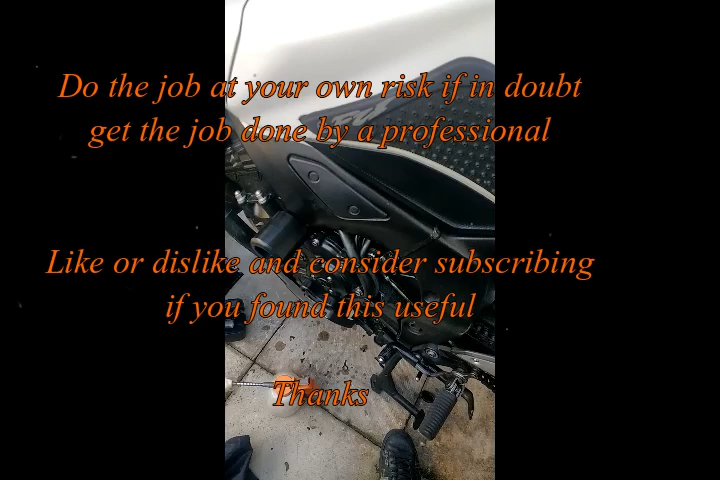 Do the job at your own risk if in doubt
get the job done by a professional
Like or dislike and consider subscribing
if you found this useful
Thanks